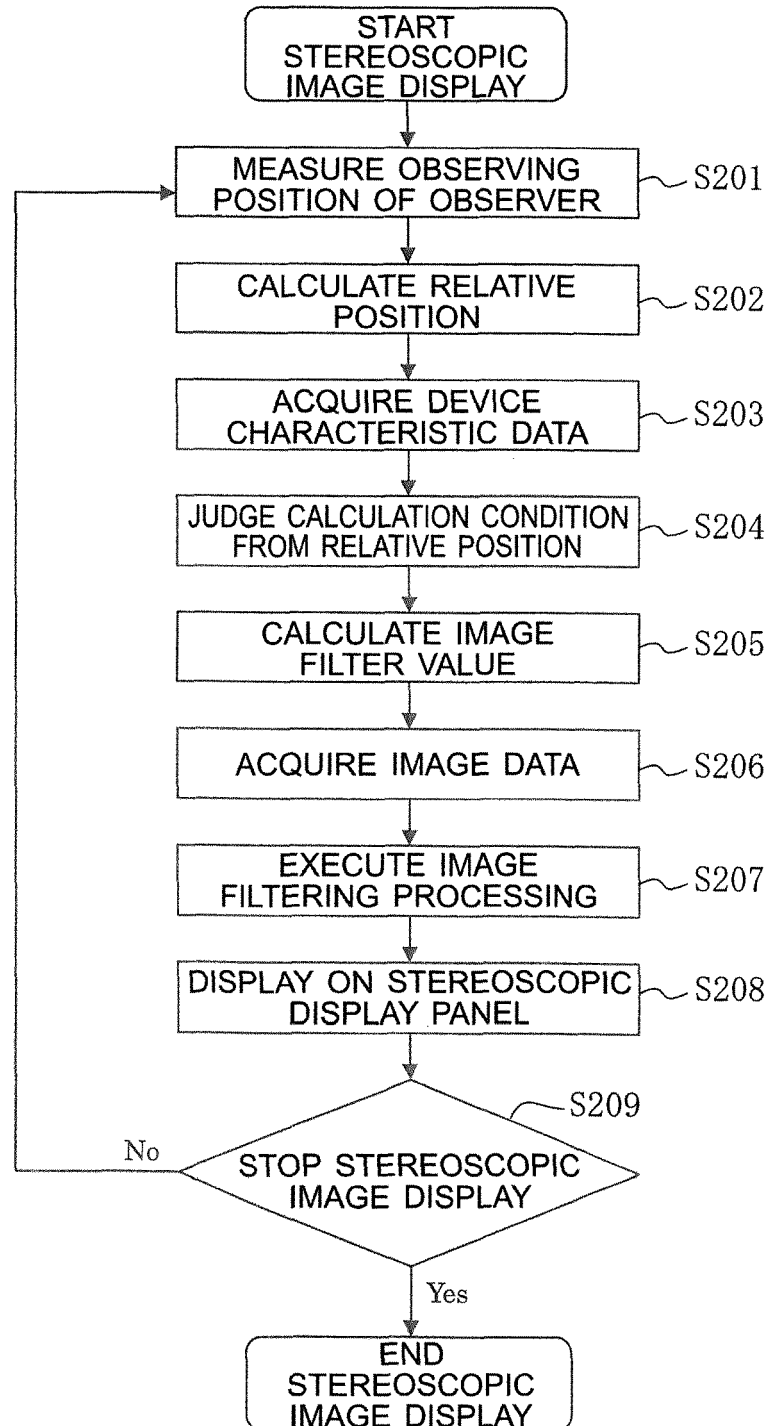 START
STEREOSCOPIC
IMAGE DISPLAY
MEASURE OBSERVING
POSITION OF OBSERVER
S201
CALCULATE RELATIVE
POSITION
S202
ACQUIRE DEVICE
CHARACTERISTIC DATA
S203
JUDGE CALCULATION CONDITION
FROM RELATIVE POSITION
S204
CALCULATE IMAGE
FILTER VALUE
S205
ACQUIRE IMAGE DATA
S206
EXECUTE IMAGE
FILTERING PROCESSING
S207
DISPLAY ON STEREOSCOPIC
DISPLAY PANEL
S208
S209
No
STOP STEREOSCOPIC
IMAGE DISPLAY
Yes
END
STEREOSCOPIC
IMAGE DISPLAY